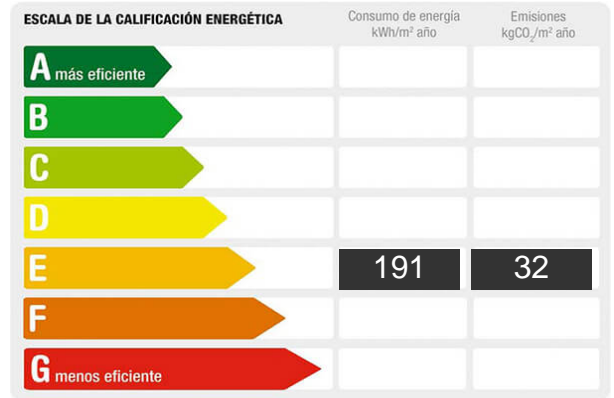 ESCALA DE LA CALIFICACIÓN ENERGÉTICA
Consumo de energía
kWh/m² año
Emisiones
kgCO₂/m² año
A más eficiente
B
C
D
E 191 32
F
G menos eficiente